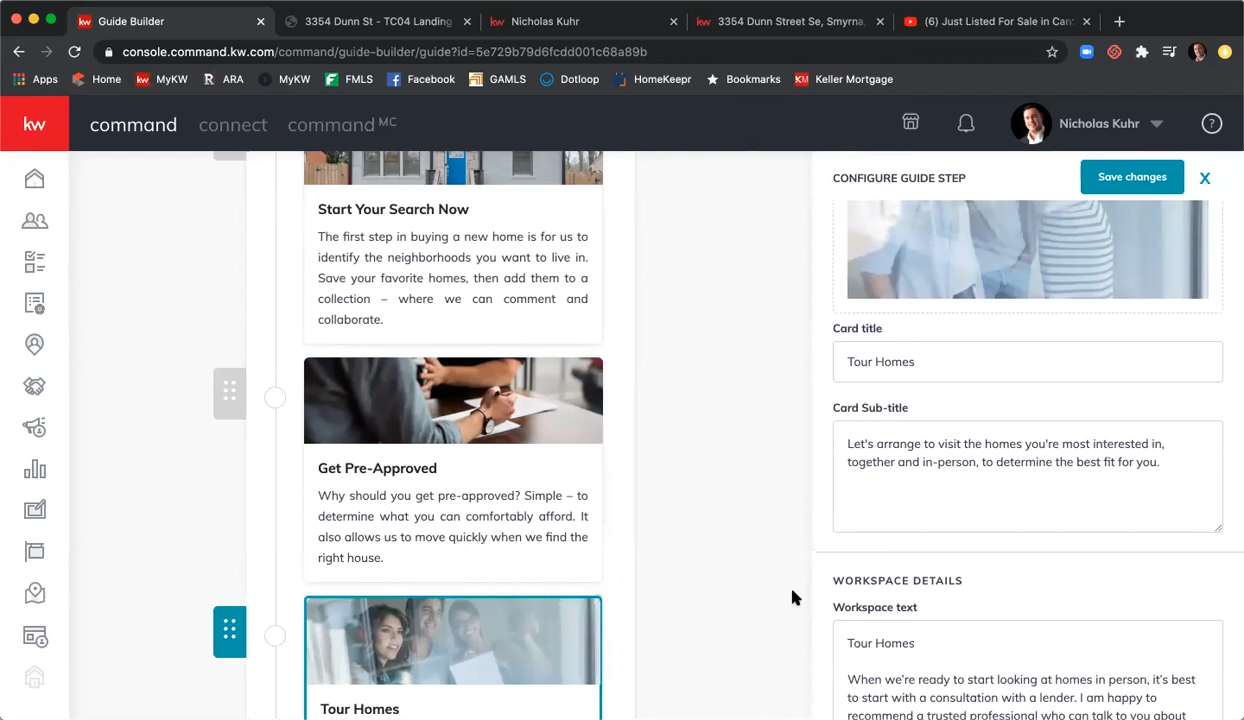 Guide Builder
3354 Dunn St - TC04 Landing
Nicholas Kuhr
3354 Dunn Street Se, Smyrna,
(6) Just Listed For Sale in Can
console.command.kw.com/command/guide-builder/guide?id=5e729b79d6fcdd001c68a89b
Apps
Home
MyKW
ARA
MyKW
FMLS
Facebook
GAMLS
Dotloop
HomeKeepr
Bookmarks
Keller Mortgage
kw
command
connect
command MC
Nicholas Kuhr
CONFIGURE GUIDE STEP
Save changes
X
Start Your Search Now
The first step in buying a new home is for us to
identify the neighborhoods you want to live in.
Save your favorite homes, then add them to a
collection – where we can comment and
collaborate.
Get Pre-Approved
Why should you get pre-approved? Simple – to
determine what you can comfortably afford. It
also allows us to move quickly when we find the
right house.
Tour Homes
Card title
Tour Homes
Card Sub-title
Let's arrange to visit the homes you're most interested in,
together and in-person, to determine the best fit for you.
WORKSPACE DETAILS
Workspace text
Tour Homes
When we're ready to start looking at homes in person, it's best
to start with a consultation with a lender. I am happy to
recommend a trusted professional who can talk to you about